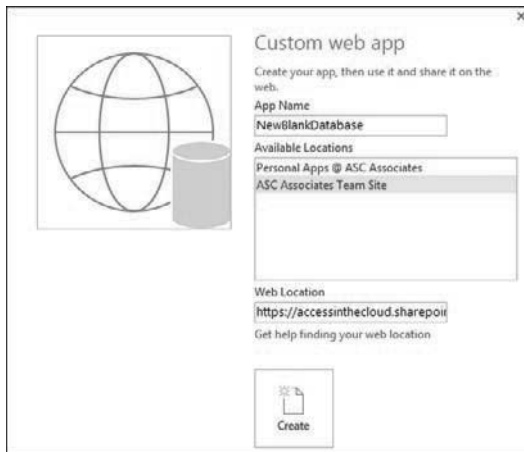 Custom web app
Create your app, then use it and share it on the
web.
App Name
NewBlankDatabase
Available Locations
Personal Apps @ ASC Associates
ASC Associates Team Site
Web Location
https://accessinthecloud.sharepoi
Get help finding your web location
Create